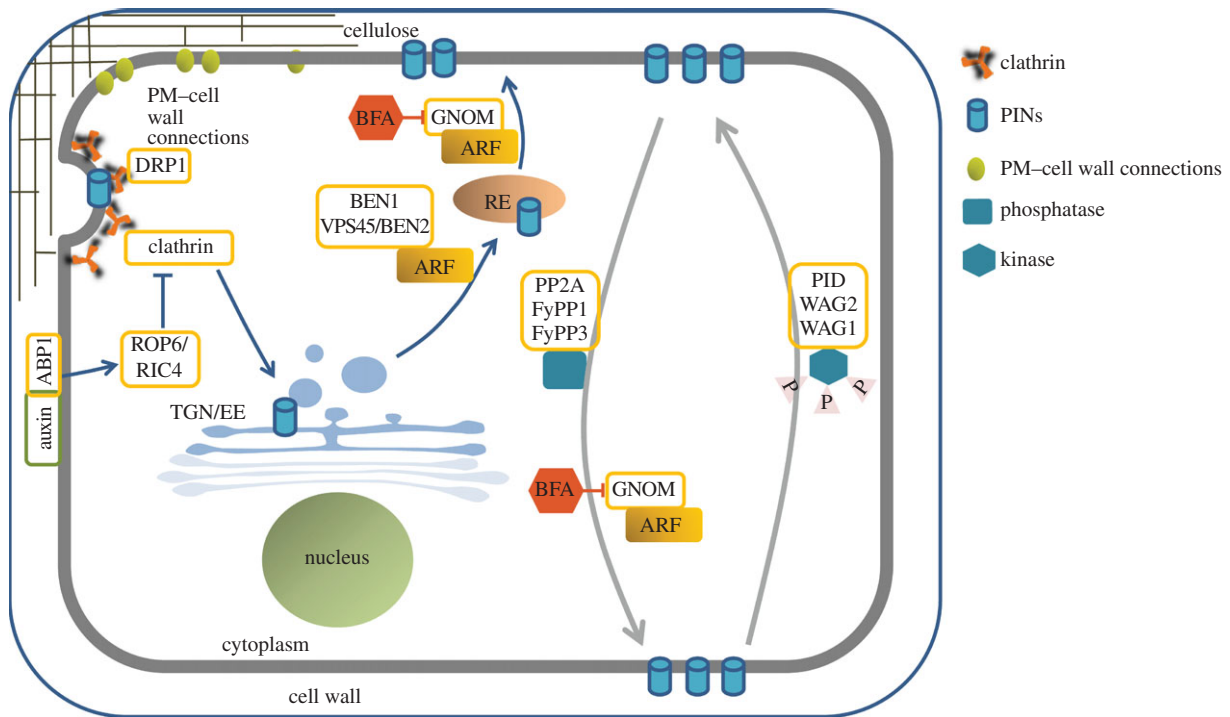 cellulose
PM–cell
wall
connections
DRP1
clathrin
ROP6/
RIC4
ABP1
auxin
TGN/EE
BFA
GNOM
ARF
BEN1
VPS45/BEN2
ARF
RE
PP2A
FyPP1
FyPP3
PID
WAG2
WAG1
P
P
P
BFA
GNOM
ARF
nucleus
cytoplasm
cell wall
clathrin
PINs
PM–cell wall connections
phosphatase
kinase